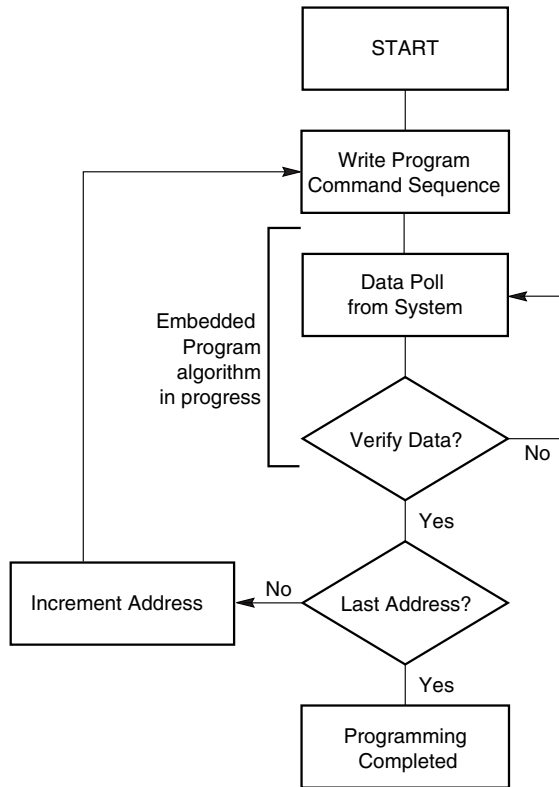 START
Write Program
Command Sequence
Data Poll
from System
Embedded
Program
algorithm
in progress
Verify Data?
No
Yes
No
Increment Address
Last Address?
Yes
Programming
Completed